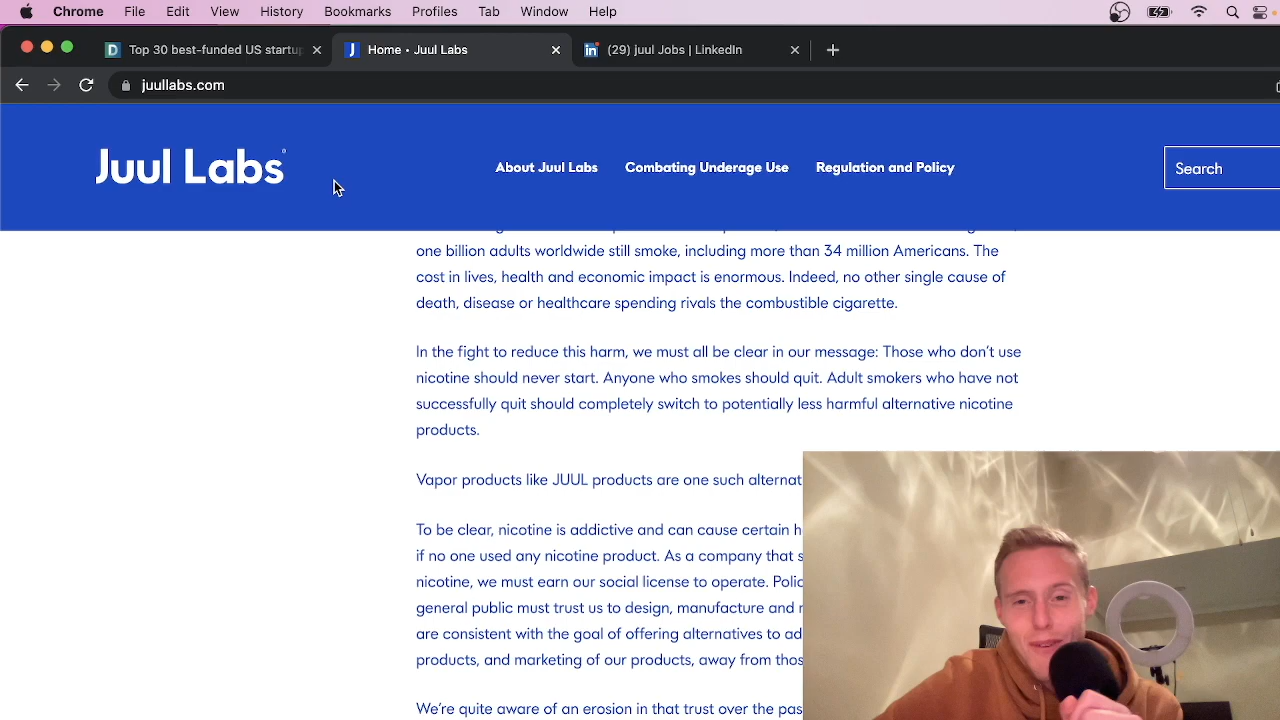 Chrome File Edit View History Bookmarks Profiles Tab Window Help
Top 30 best-funded US startup
Home • Juul Labs
(29) juul Jobs | LinkedIn
juullabs.com
Juul Labs
About Juul Labs Combating Underage Use Regulation and Policy
Search
one billion adults worldwide still smoke, including more than 34 million Americans. The
cost in lives, health and economic impact is enormous. Indeed, no other single cause of
death, disease or healthcare spending rivals the combustible cigarette.
In the fight to reduce this harm, we must all be clear in our message: Those who don't use
nicotine should never start. Anyone who smokes should quit. Adult smokers who have not
successfully quit should completely switch to potentially less harmful alternative nicotine
products.
Vapor products like JUUL products are one such alternat
To be clear, nicotine is addictive and can cause certain h
if no one used any nicotine product. As a company that s
nicotine, we must earn our social license to operate. Polic
general public must trust us to design, manufacture and r
are consistent with the goal of offering alternatives to ad
products, and marketing of our products, away from thos
We're quite aware of an erosion in that trust over the pas